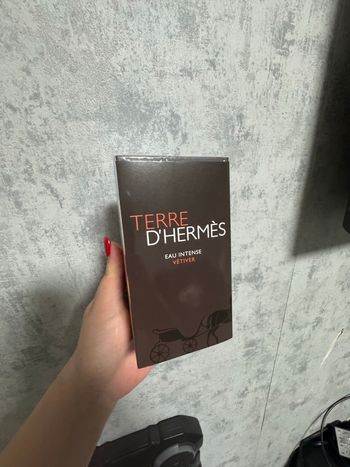 TERRE
D'HERMÈS
EAU INTENSE
VÉTIVER